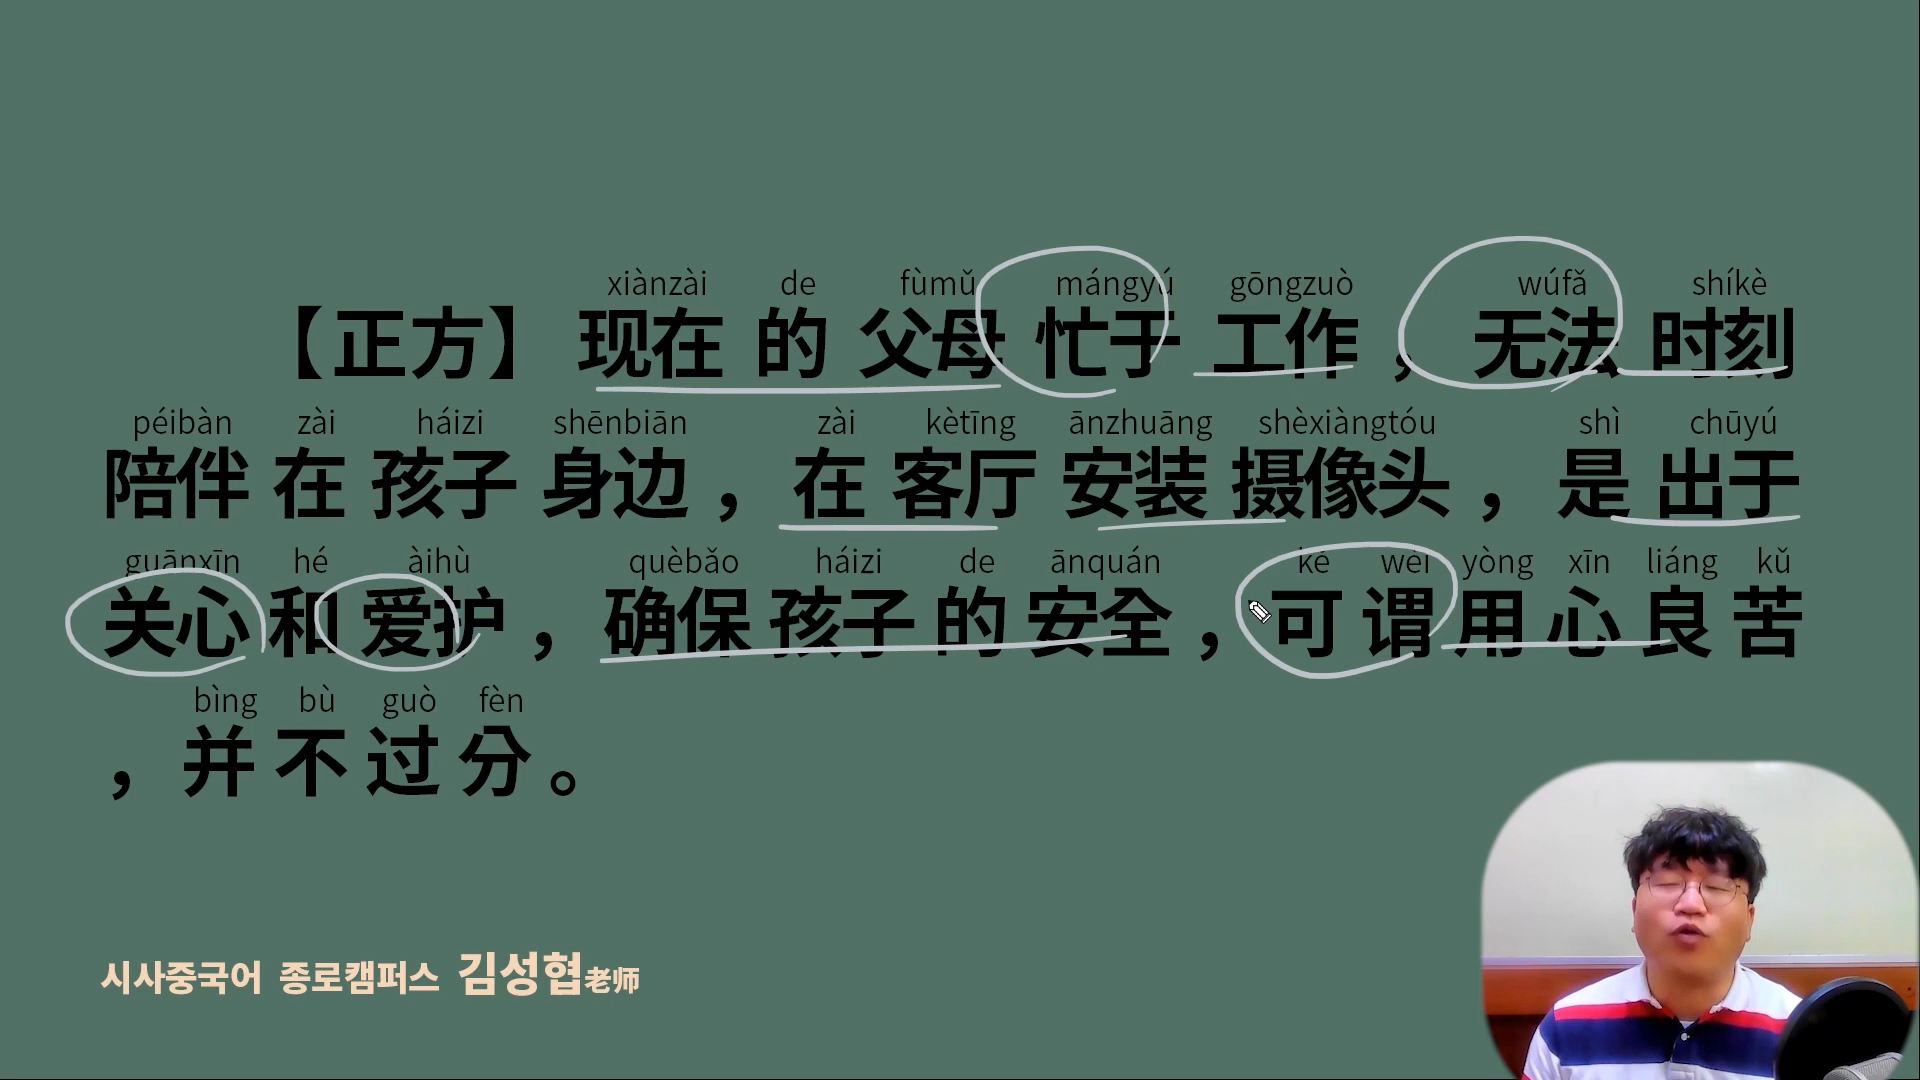 xiànzài de fùmǔ mángyú gōngzuò wúfǎ shíkè
【正方】 现在 的 父母 忙于 工作 ， 无法 时刻
péibàn zài háizi shēnbiān zài kètīng ānzhuāng shèxiàngtóu shì chūyú
陪伴 在 孩子 身边 ， 在 客厅 安装 摄像头 ， 是 出于
guānxīn hé àihù quèbǎo háizi de ānquán kě wèi yòng xīn liáng kǔ
关心 和 爱护 ， 确保 孩子 的 安全 ， 可 谓 用 心 良 苦
bìng bù guò fèn
， 并 不 过 分 。
시사중국어 종로캠퍼스 김성협老师